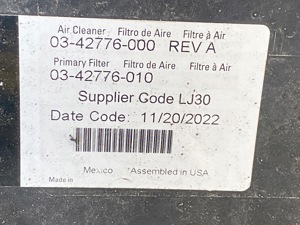 Air Cleaner Filtro de Aire Filtre à Air
03-42776-000 REV A
Primary Filter Filtro de Aire Filtre à Air
03-42776-010
Supplier Code LJ30
Date Code: 11/20/2022
Mexico Assembled in USA
Made in